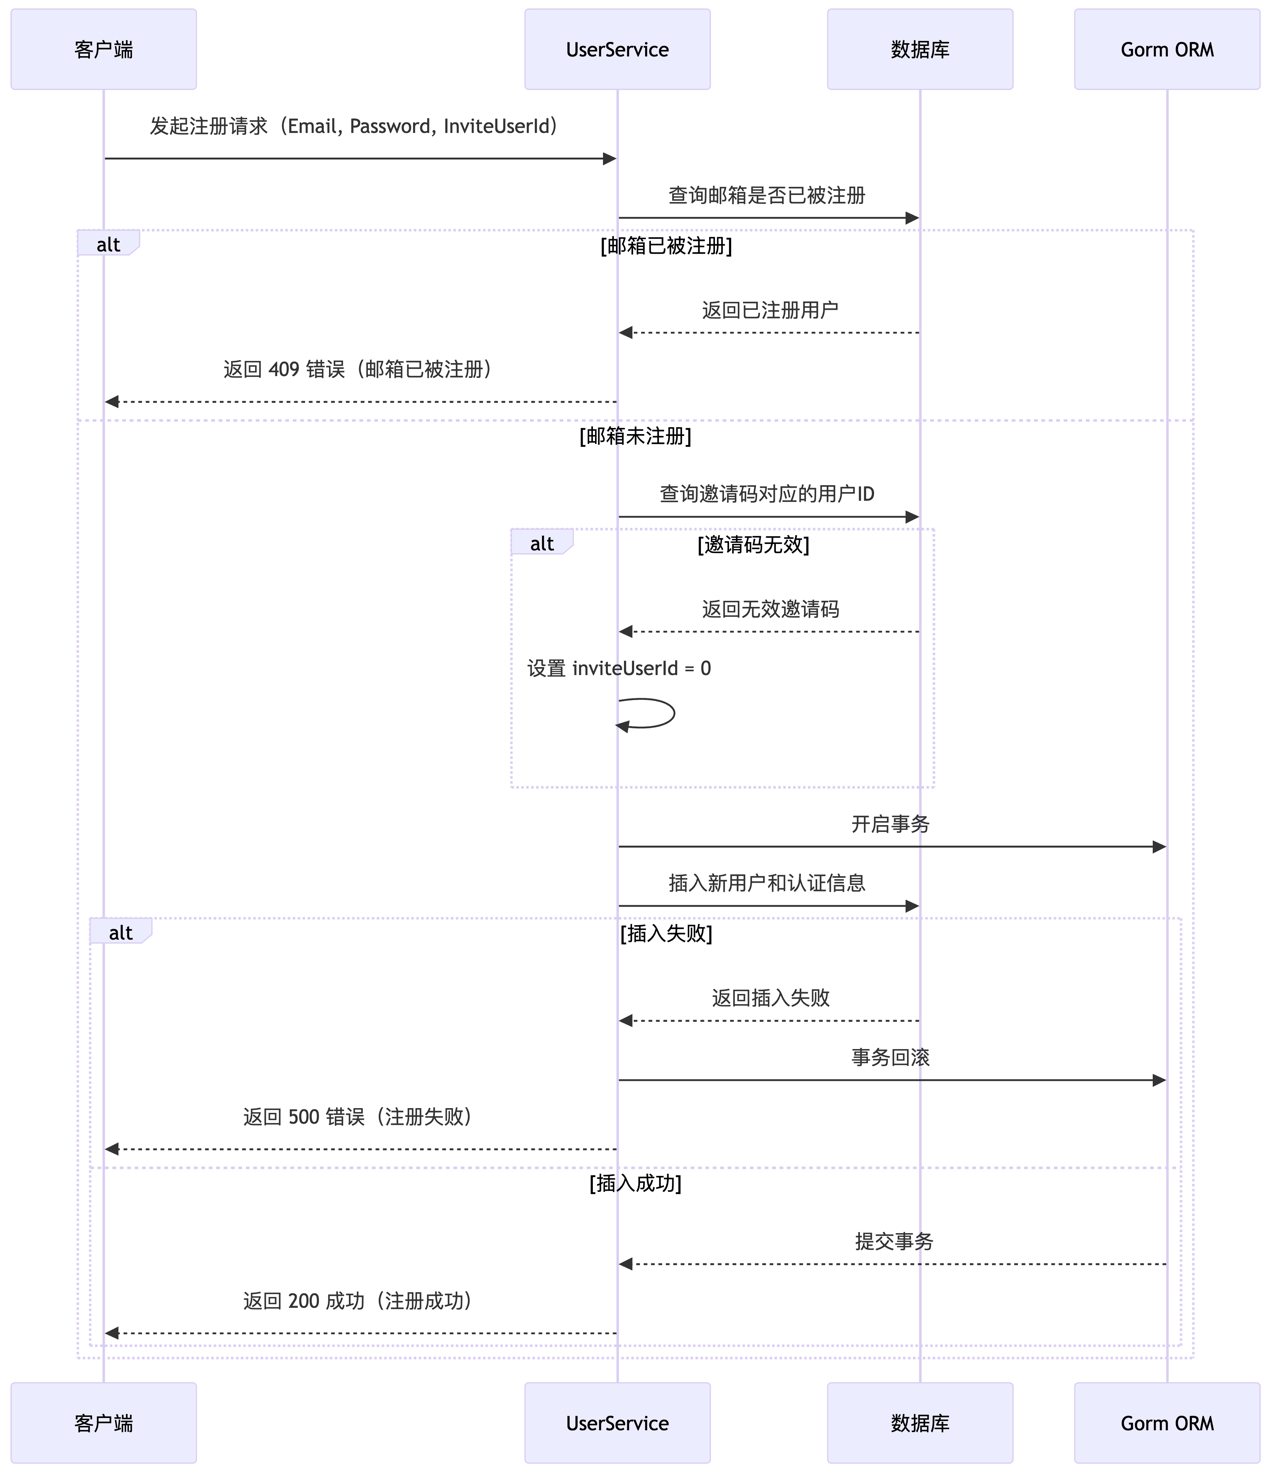 客户端
UserService
数据库
Gorm ORM
发起注册请求（Email, Password, InviteUserId）
查询邮箱是否已被注册
alt
[邮箱已被注册]
返回已注册用户
返回 409 错误（邮箱已被注册）
[邮箱未注册]
查询邀请码对应的用户ID
alt
[邀请码无效]
返回无效邀请码
设置 inviteUserId = 0
开启事务
插入新用户和认证信息
alt
[插入失败]
返回插入失败
事务回滚
返回 500 错误（注册失败）
[插入成功]
提交事务
返回 200 成功（注册成功）
客户端
UserService
数据库
Gorm ORM